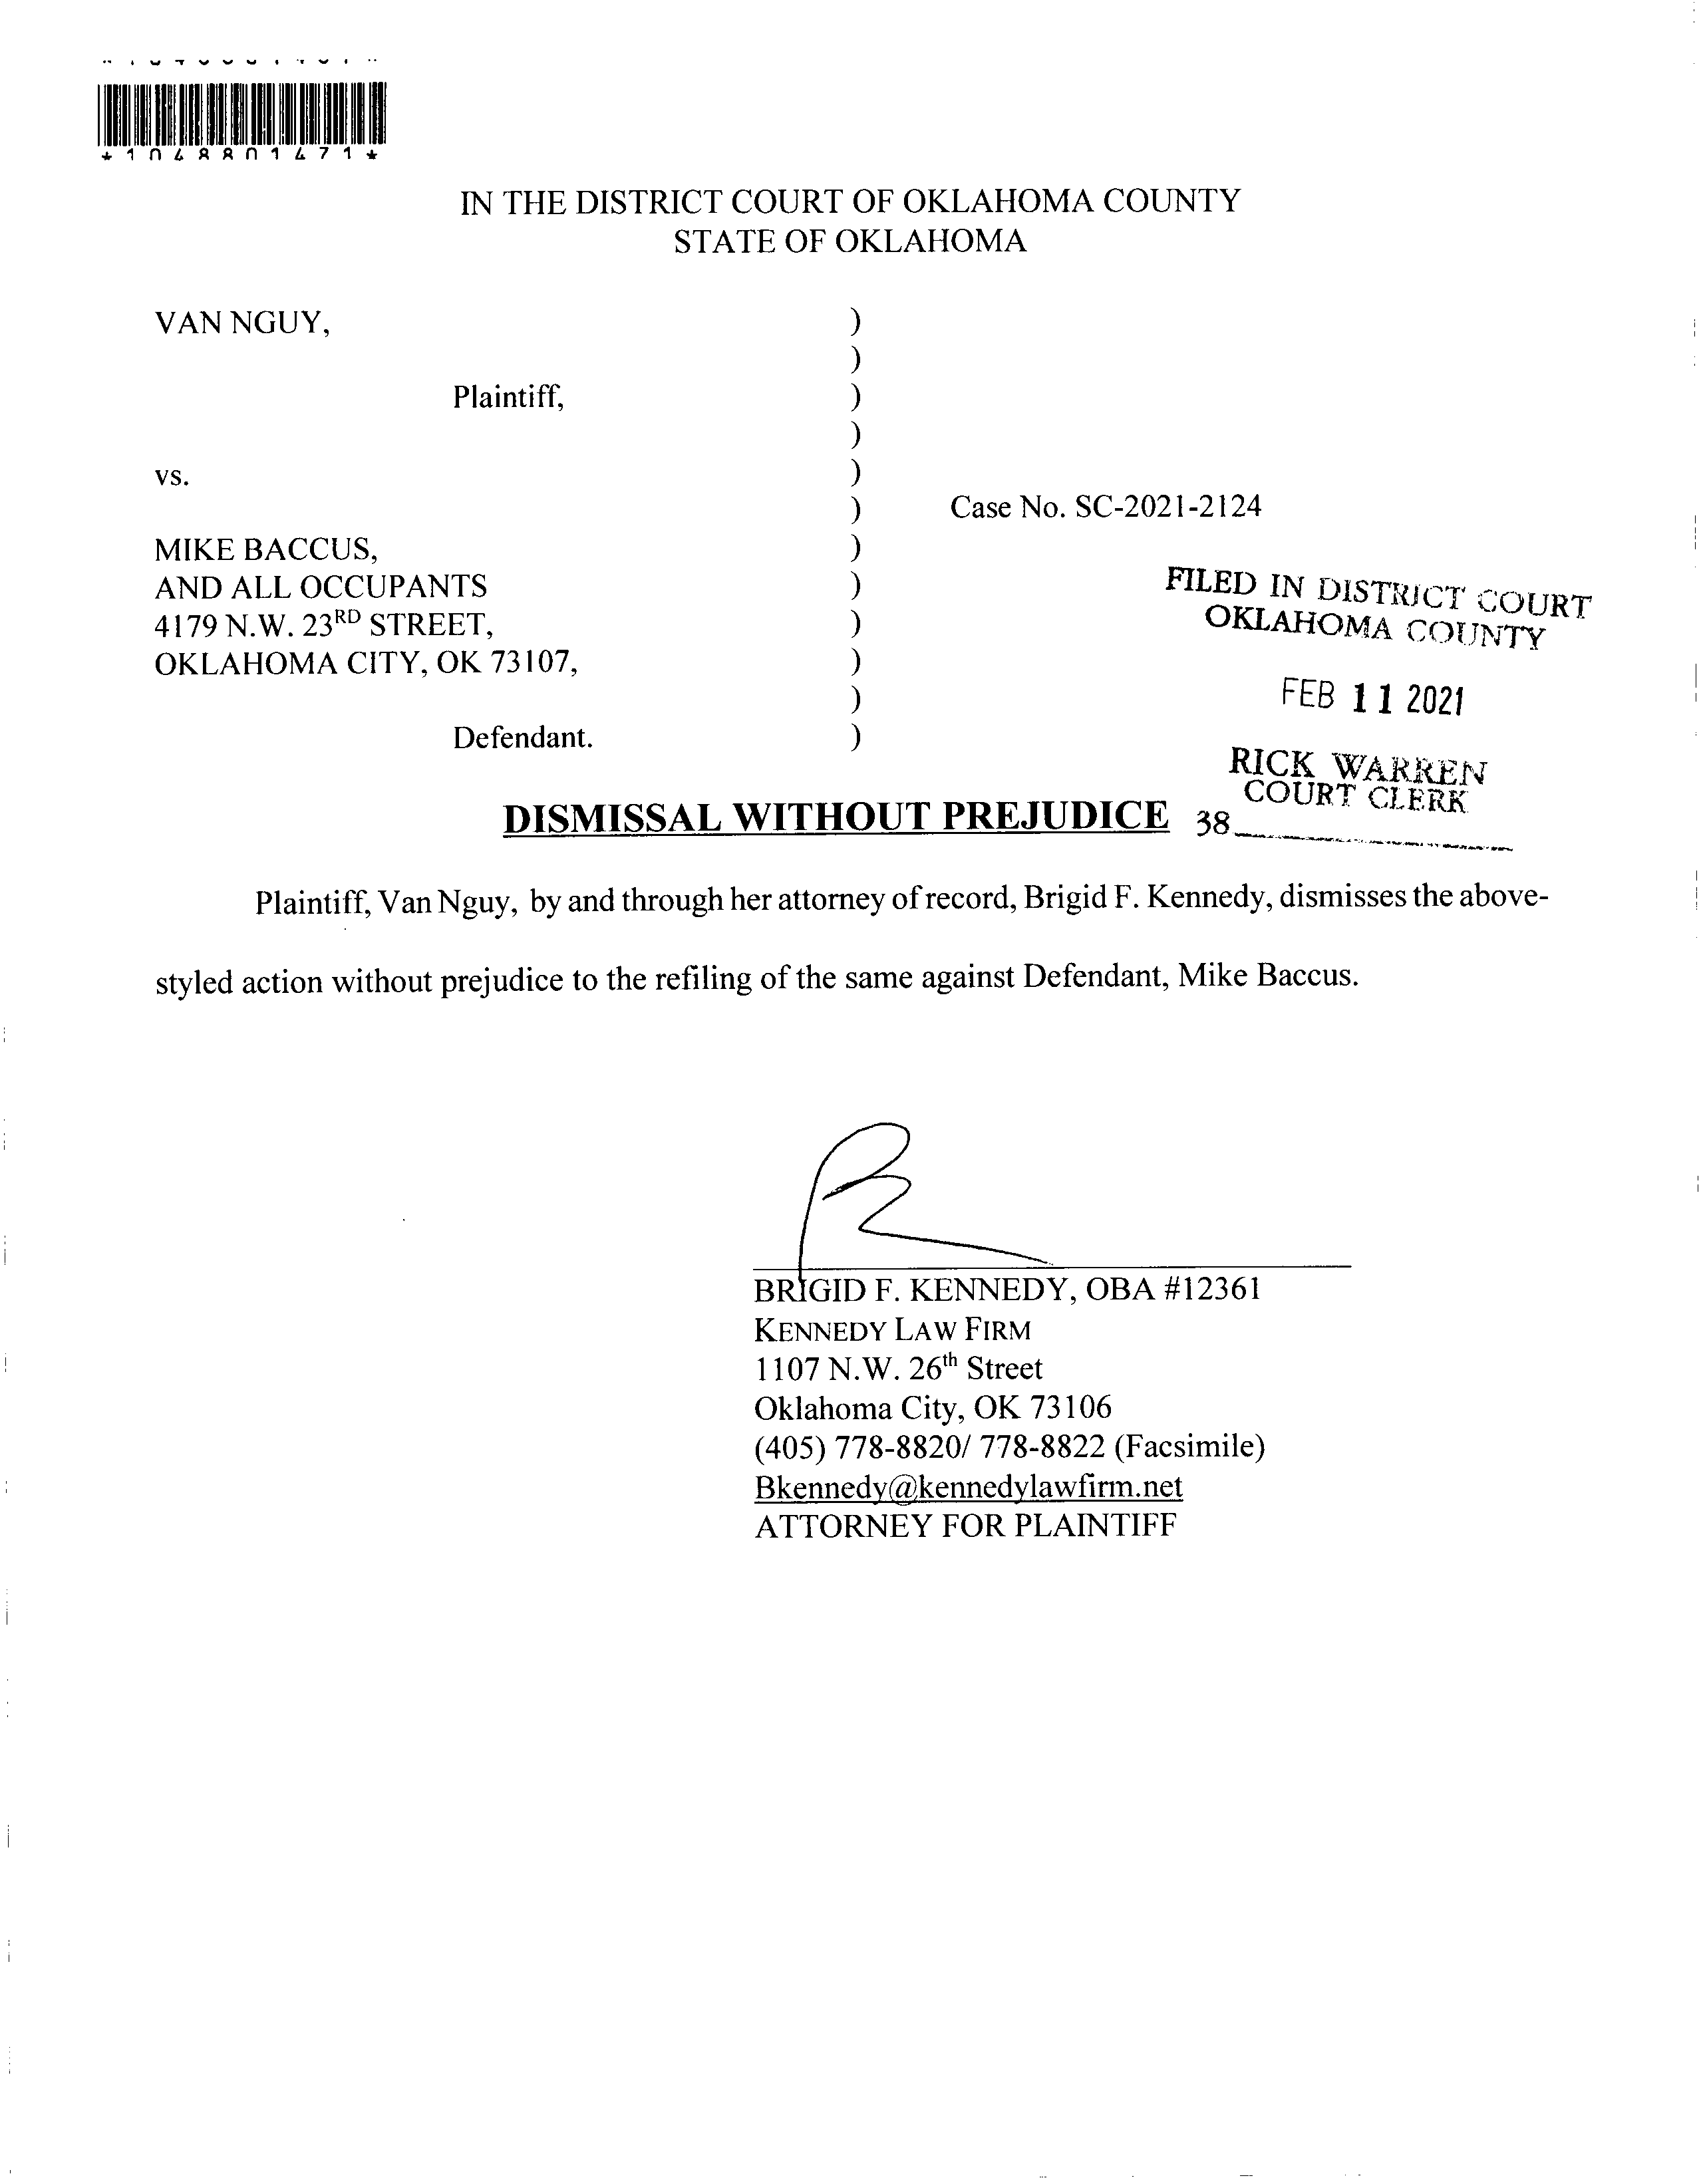 *1048801471*
IN THE DISTRICT COURT OF OKLAHOMA COUNTY
STATE OF OKLAHOMA
VAN NGUY, )
)
Plaintiff, )
)
vs. )
) Case No. SC-2021-2124
MIKE BACCUS, )
AND ALL OCCUPANTS )
4179 N.W. 23RD STREET, )
OKLAHOMA CITY, OK 73107, )
)
Defendant. )
FILED IN DISTRICT COURT
OKLAHOMA COUNTY
FEB 11 2021
RICK WARREN
COURT CLERK
38
DISMISSAL WITHOUT PREJUDICE
Plaintiff, Van Nguy, by and through her attorney of record, Brigid F. Kennedy, dismisses the above-
styled action without prejudice to the refiling of the same against Defendant, Mike Baccus.
BRIGID F. KENNEDY, OBA #12361
KENNEDY LAW FIRM
1107 N.W. 26th Street
Oklahoma City, OK 73106
(405) 778-8820/ 778-8822 (Facsimile)
Bkennedy@kennedylawfirm.net
ATTORNEY FOR PLAINTIFF